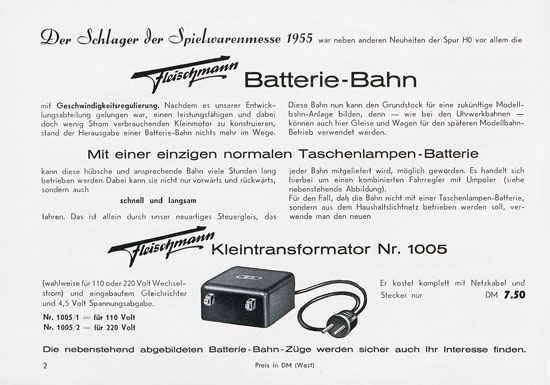 Der Schlager der Spielwarenmesse 1955 war neben anderen Neuheiten der Spur H0 vor allem die
Fleischmann Batterie-Bahn
mit Geschwindigkeitsregulierung. Nachdem es unserer Entwick-
lungsabteilung gelungen war, einen leistungsfähigen und dabei
doch wenig Strom verbrauchenden Kleinmotor zu konstruieren,
stand der Herausgabe einer Batterie-Bahn nichts mehr im Wege.
Diese Bahn nun kann den Grundstock für eine zukünftige Modell-
bahn-Anlage bilden, denn — wie bei den Uhrwerkbahnen —
können auch hier Gleise und Wagen für den späteren Modellbahn-
Betrieb verwendet werden.
Mit einer einzigen normalen Taschenlampen-Batterie
kann diese hübsche und ansprechende Bahn viele Stunden lang
betrieben werden. Dabei kann sie nicht nur vorwärts und rückwärts,
sondern auch
schnell und langsam
fahren. Das ist allein durch unser neuartiges Steuergleis, das
jeder Bahn mitgeliefert wird, möglich geworden. Es handelt sich
hierbei um einen kombinierten Fahrregler mit Umpoler (siehe
nebenstehende Abbildung).
Für den Fall, daß die Bahn nicht mit einer Taschenlampen-Batterie,
sondern aus dem Haushaltslichtnetz betrieben werden soll, ver-
wende man den neuen
Fleischmann Kleintransformator Nr. 1005
(wahlweise für 110 oder 220 Volt Wechsel-
strom) und eingebautem Gleichrichter
und 4,5 Volt Spannungsabgabe.
Nr. 1005/1 = für 110 Volt
Nr. 1005/2 = für 220 Volt
Er kostet komplett mit Netzkabel und
Stecker nur DM 7.50
Die nebenstehend abgebildeten Batterie-Bahn-Züge werden sicher auch Ihr Interesse finden.
2 Preis in DM (West)